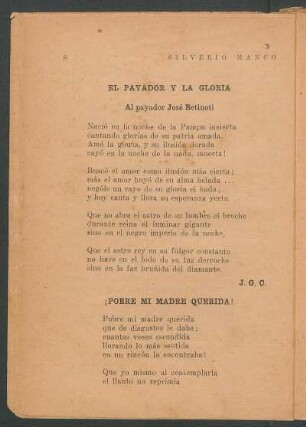 8 SILVERIO MANCO
EL PAYADOR Y LA GLORIA
Al payador José Betinoti
Nació en la noche de la Pampa incierta
cantando glorias de su patria amada,
Amó la gloria, y su ilusión dorada
cayó en la noche de la nada, muerta!
Buscó el amor como ilusión más cierta;
más el amor huyó de su alma helada ...
nególe un rayo de su gloria el hada;
y hoy canta y llora su esperanza yerta.
Que no abre el astro de su lumbre el broche
durante reina el luminar gigante
sino en el negro imperio de la noche,
Que el astro rey en su fulgor constante
no hace en el lodo de su luz derroche
sino en la faz bruñida del diamante.
J. G. C.
¡POBRE MI MADRE QUERIDA!
Pobre mi madre querida
que de disgustos le daba;
cuantas veces escondida
llorando lo más sentida
en un rincón la encontraba!
Que yo mismo al contemplarla
el llanto no reprimía